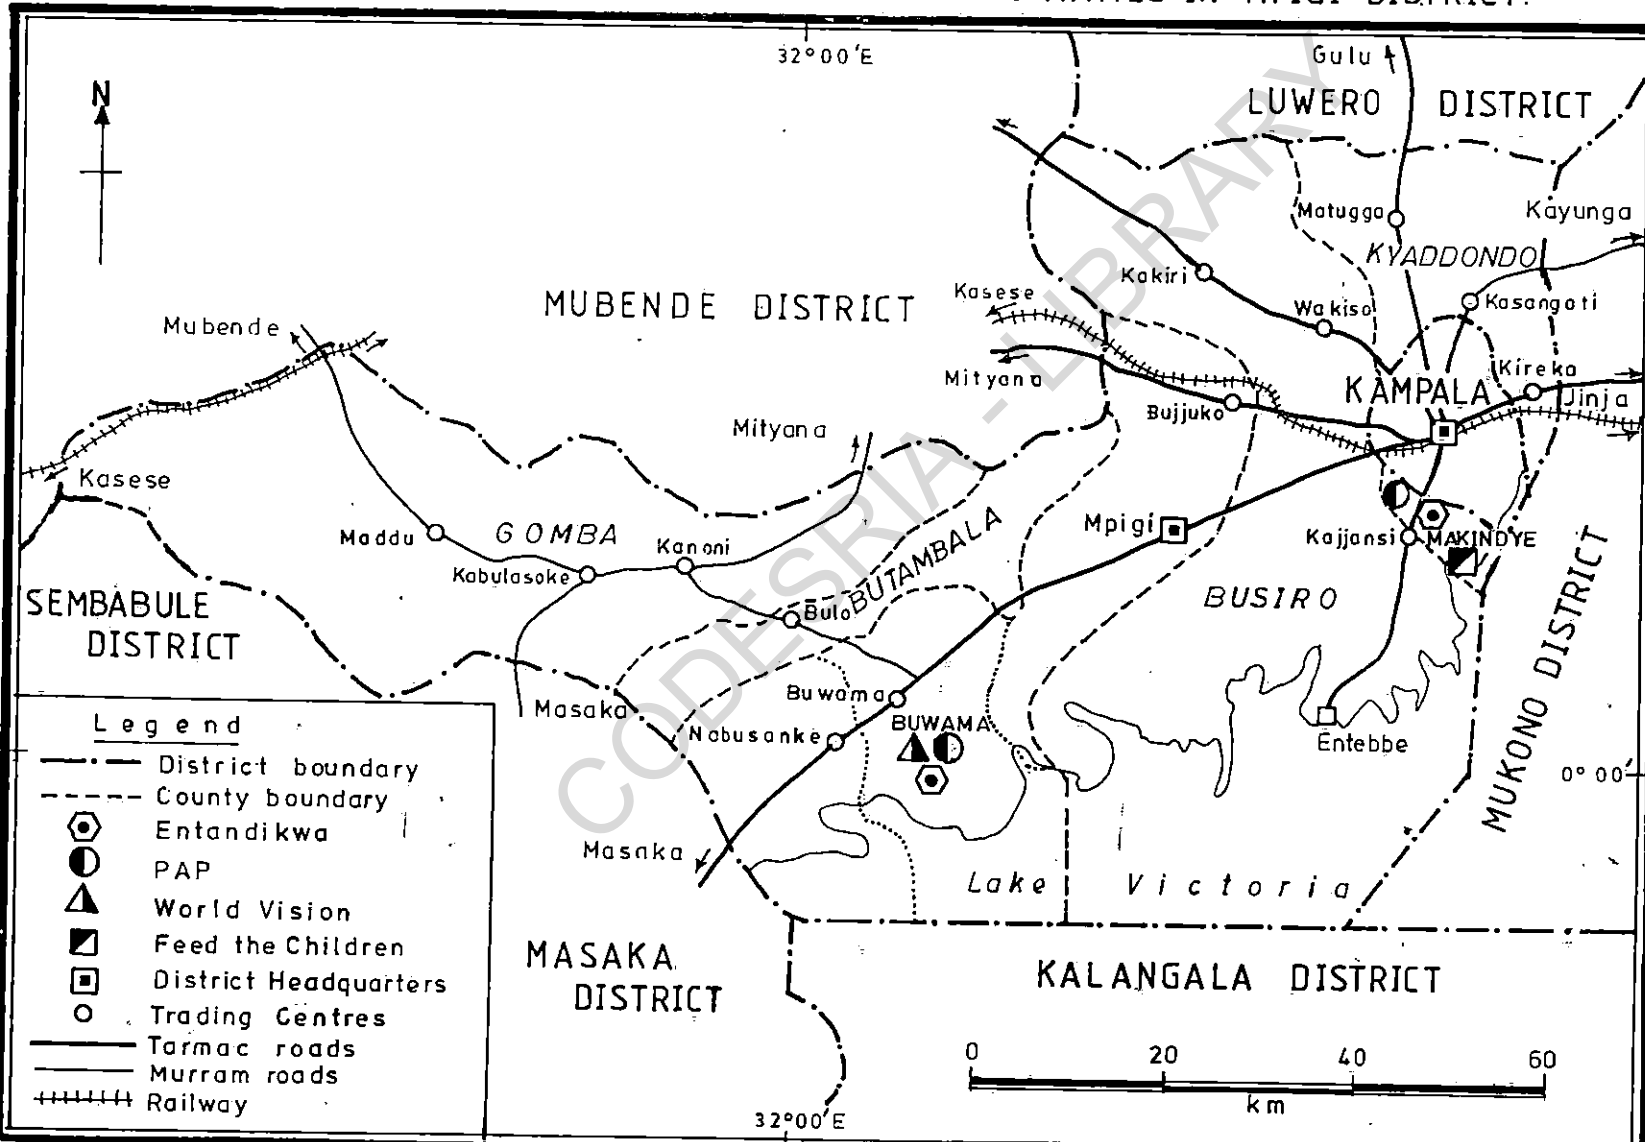 MPIGI DISTRICT.
32°00'E
Gulu
LUWERO DISTRICT
N
Matugga
Kayunga
KYADDONDO
Kakiri
Kasese
MUBENDE DISTRICT
Wakiso
Kasangati
Mubende
Mityana
KAMPALA
Kireka
Jinja
Bujjuko
Mityana
Kasese
Maddu
GOMBA
Kanoni
Kabulasoke
BUTAMBALA
Mpigi
Kajjansi
MAKINDYE
SEMBABULE
DISTRICT
Bulo
BUSIRO
MUKONO DISTRICT
Masaka
Buwama
BUWAMA
Nabusanke
Entebbe
0° 00'
Masaka
Lake Victoria
MASAKA
DISTRICT
KALANGALA DISTRICT
Legend
District boundary
County boundary
Entandikwa
PAP
World Vision
Feed the Children
District Headquarters
Trading Centres
Tarmac roads
Murram roads
Railway
0 20 40 60
km
32°00'E
CODESRIA - LIBRARY